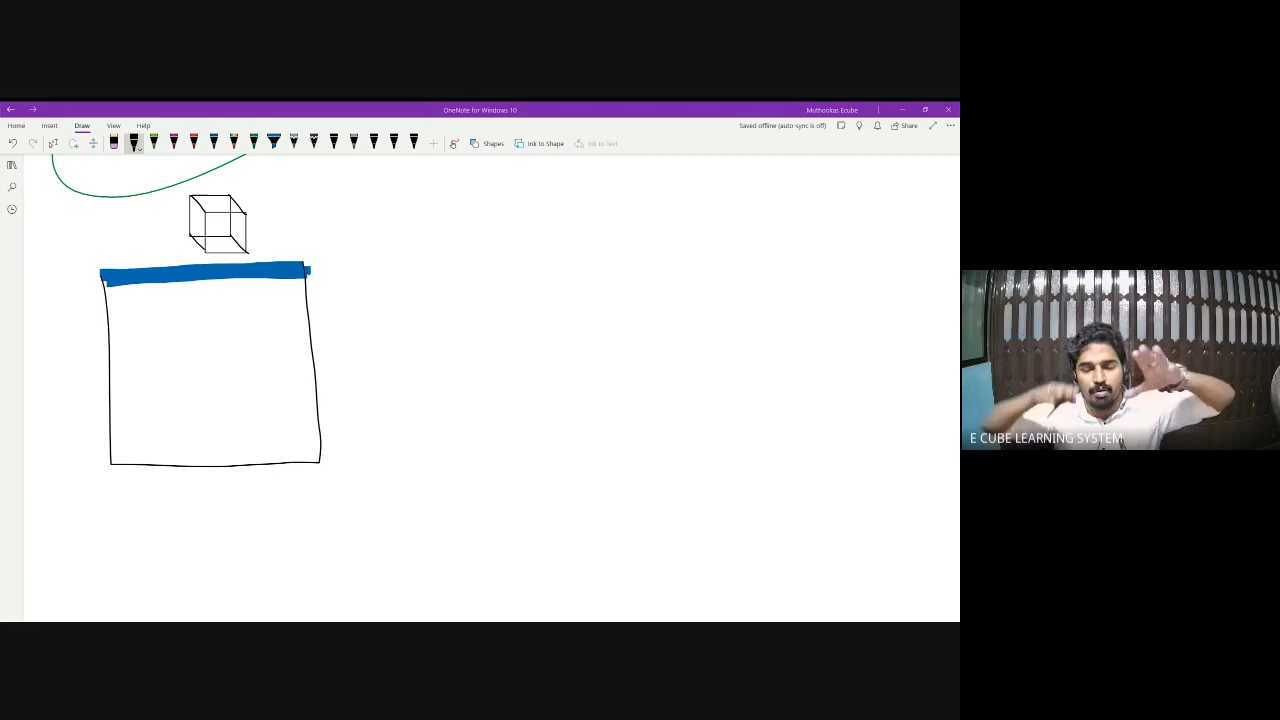 OneNote for Windows 10
Muthookas Ecube
Home Insert Draw View Help
Saved offline (auto-sync is off) Share
Shapes Ink to Shape Ink to Text
E CUBE LEARNING SYSTEM